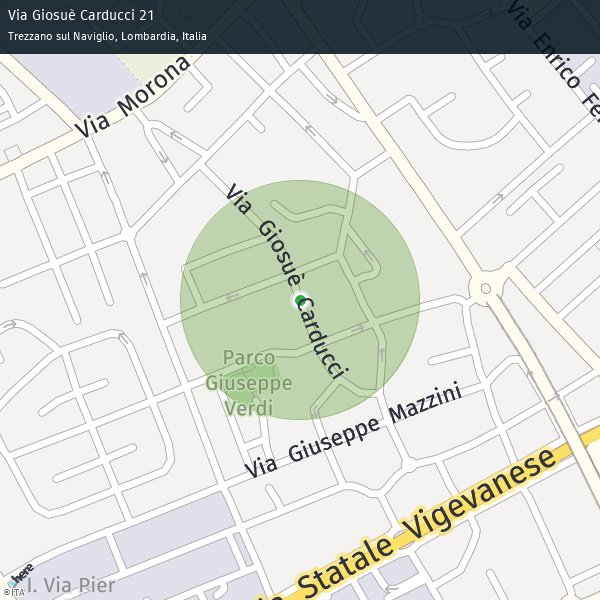 Via Giosuè Carducci 21
Trezzano sul Naviglio, Lombardia, Italia
Via Morona
Via Enrico Fe
Via Giosuè Carducci
Parco
Giuseppe
Verdi
Via Giuseppe Mazzini
Statale Vigevanese
here
I. Via Pier
©ITA